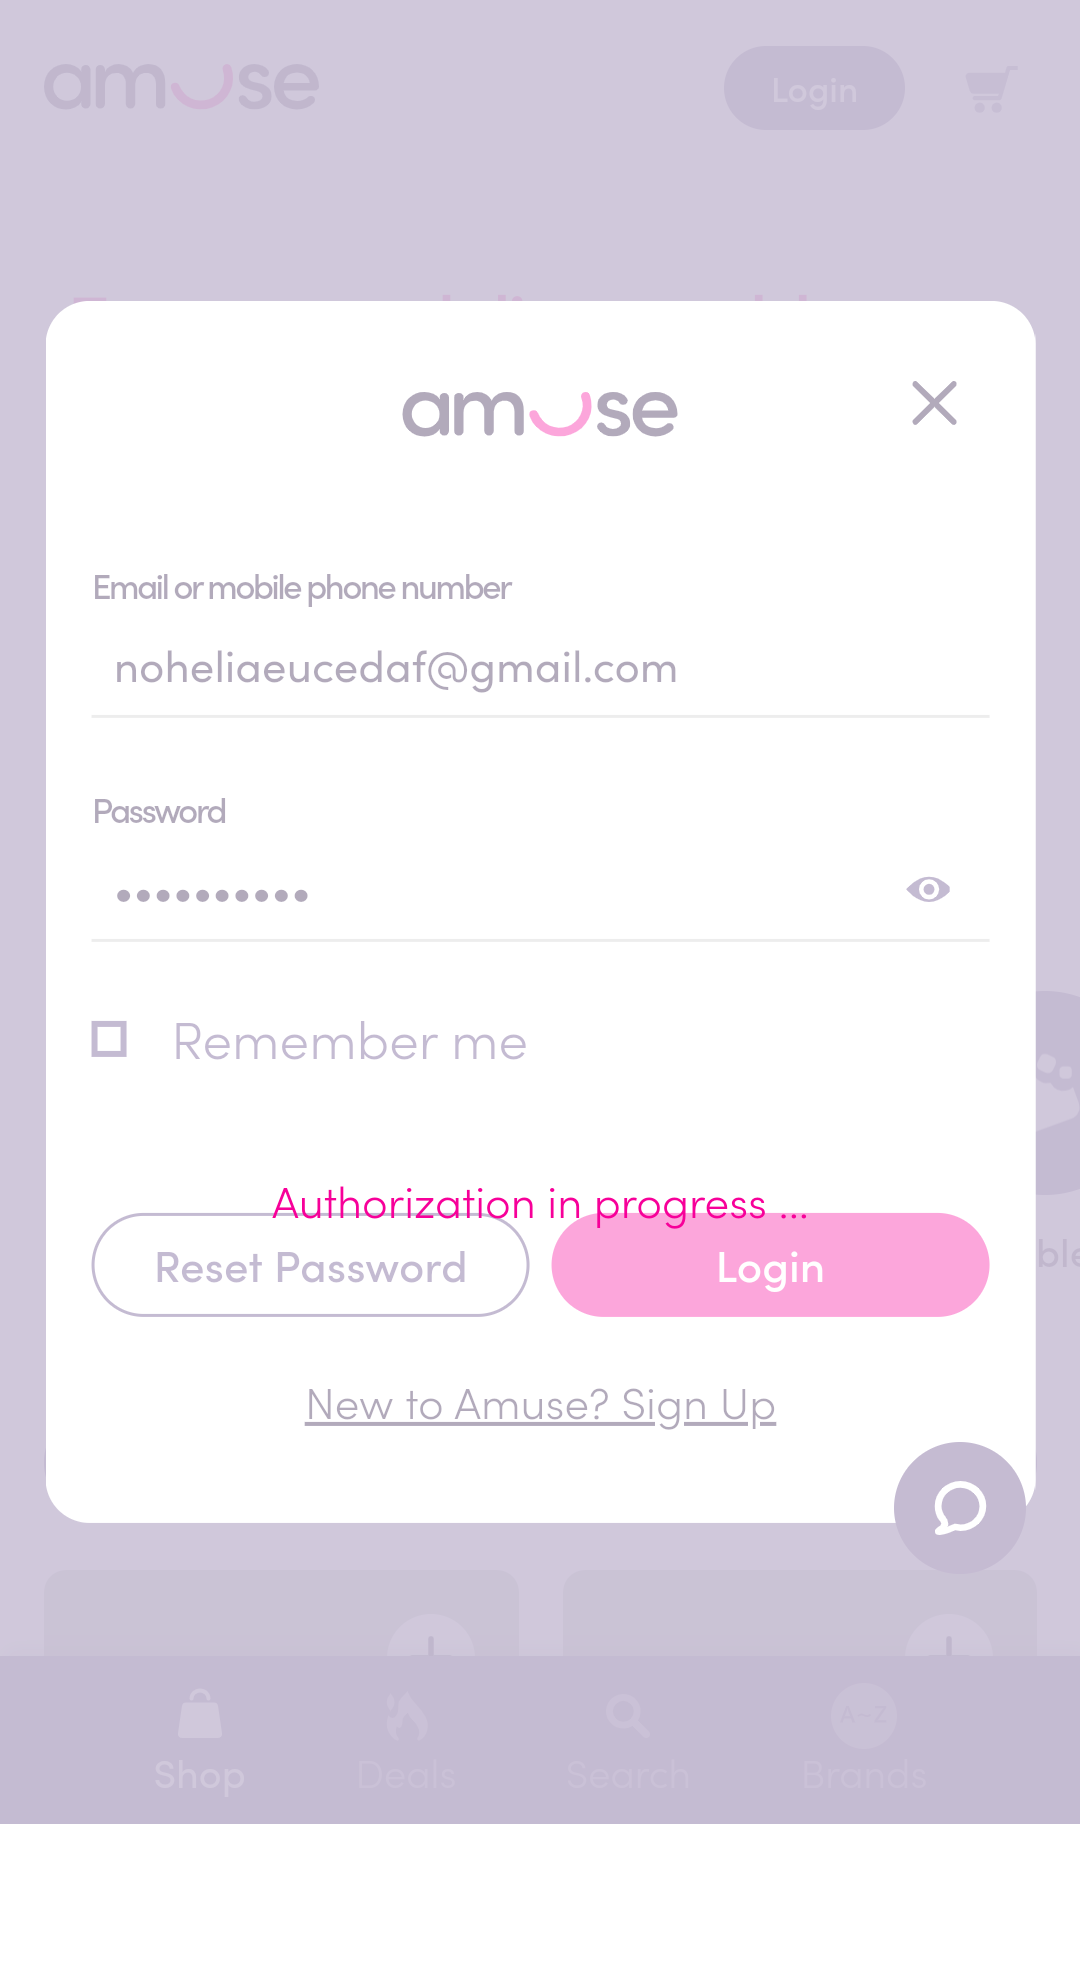 amuse
Login
amuse
Email or mobile phone number
noheliaeucedaf@gmail.com
Password
••••••••••
Remember me
Authorization in progress ...
Reset Password
Login
New to Amuse? Sign Up
A–Z
Shop
Deals
Search
Brands